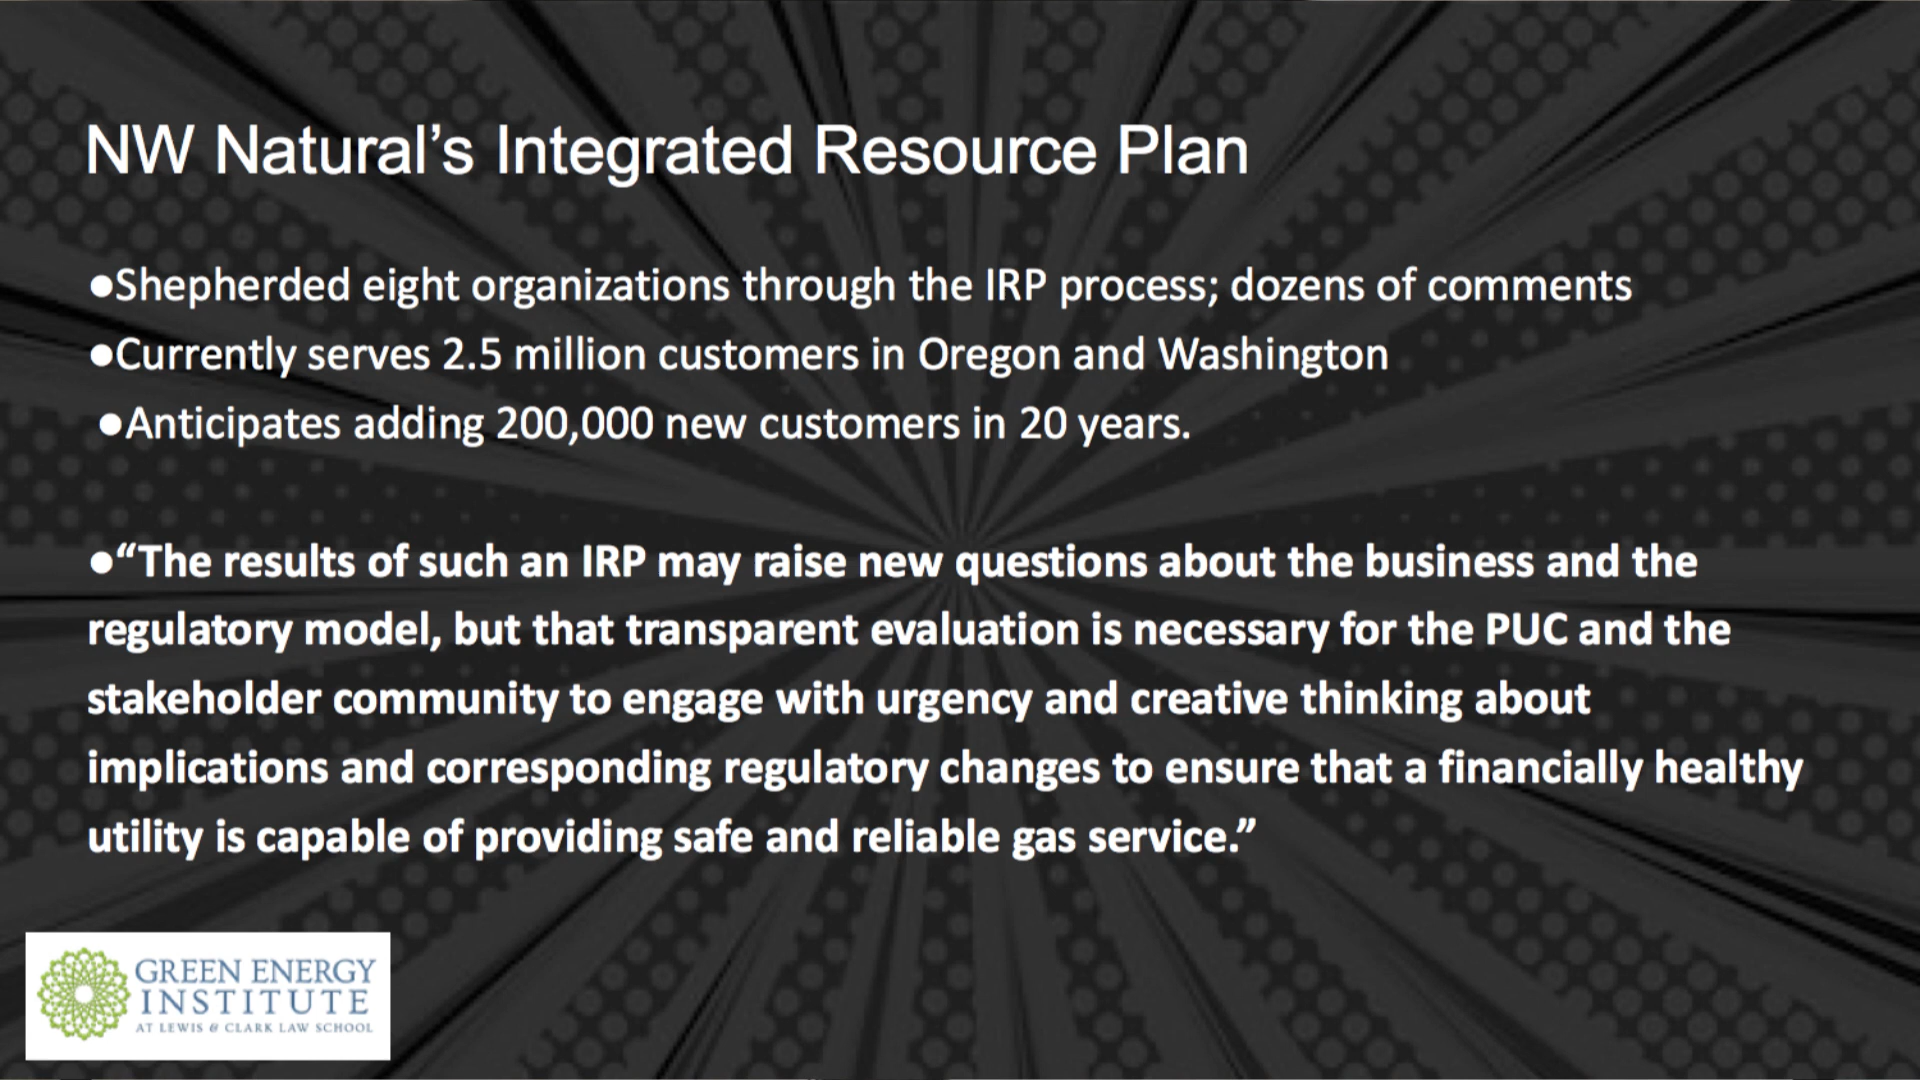 NW Natural’s Integrated Resource Plan
●Shepherded eight organizations through the IRP process; dozens of comments
●Currently serves 2.5 million customers in Oregon and Washington
●Anticipates adding 200,000 new customers in 20 years.
●“The results of such an IRP may raise new questions about the business and the
regulatory model, but that transparent evaluation is necessary for the PUC and the
stakeholder community to engage with urgency and creative thinking about
implications and corresponding regulatory changes to ensure that a financially healthy
utility is capable of providing safe and reliable gas service.”
GREEN ENERGY
INSTITUTE
AT LEWIS & CLARK LAW SCHOOL